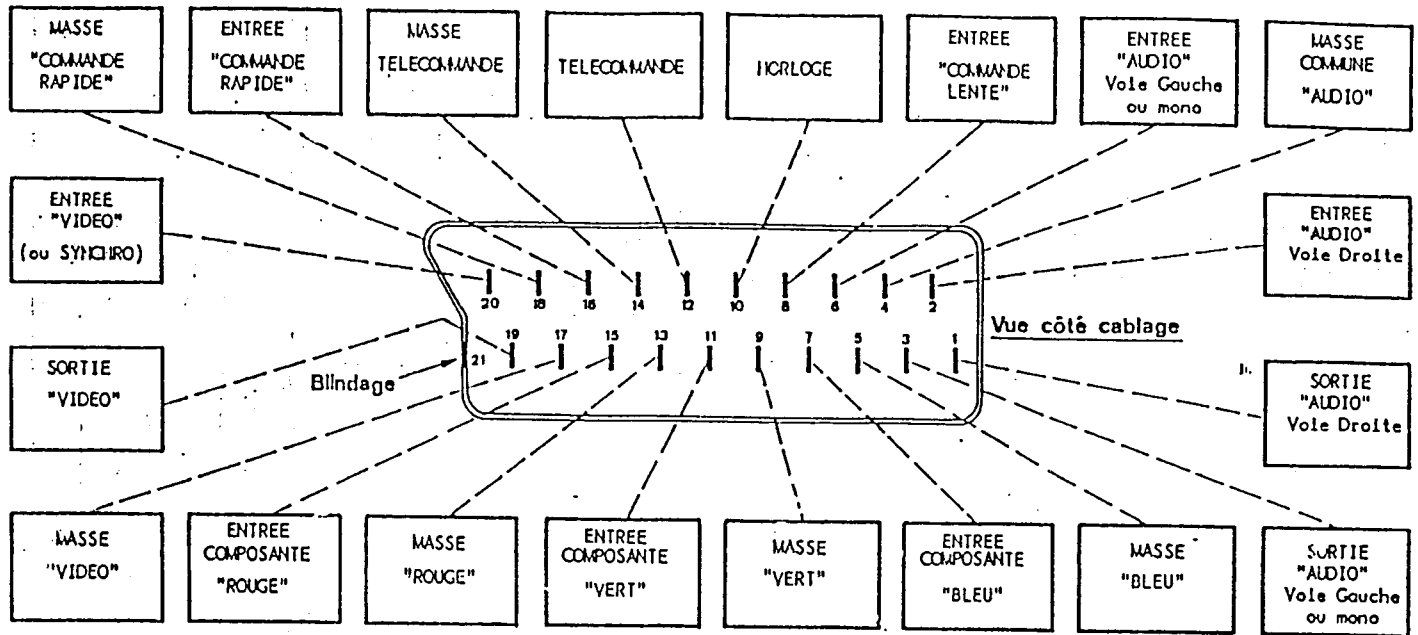 MASSE
"COMMANDE
RAPIDE"
ENTREE
"COMMANDE
RAPIDE"
MASSE
TELECOMMANDE
TELECOMMANDE
HORLOGE
ENTREE
"COMMANDE
LENTE"
ENTREE
"AUDIO"
Voie Gauche
ou mono
MASSE
COMMUNE
"AUDIO"
ENTREE
"VIDEO"
(ou SYNCHRO)
ENTREE
"AUDIO"
Voie Droite
20 18 16 14 12 10 8 6 4 2
Vue côté cablage
21 19 17 15 13 11 9 7 5 3 1
Blindage
SORTIE
"VIDEO"
SORTIE
"AUDIO"
Voie Droite
MASSE
"VIDEO"
ENTREE
COMPOSANTE
"ROUGE"
MASSE
"ROUGE"
ENTREE
COMPOSANTE
"VERT"
MASSE
"VERT"
ENTREE
COMPOSANTE
"BLEU"
MASSE
"BLEU"
SORTIE
"AUDIO"
Voie Gauche
ou mono